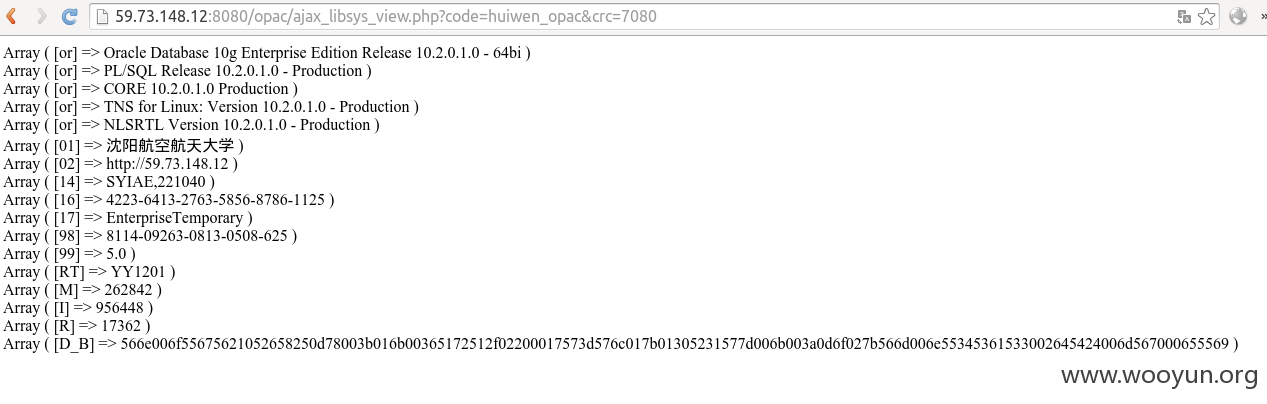 59.73.148.12:8080/opac/ajax_libsys_view.php?code=huiwen_opac&crc=7080
Array ( [or] => Oracle Database 10g Enterprise Edition Release 10.2.0.1.0 - 64bi )
Array ( [or] => PL/SQL Release 10.2.0.1.0 - Production )
Array ( [or] => CORE 10.2.0.1.0 Production )
Array ( [or] => TNS for Linux: Version 10.2.0.1.0 - Production )
Array ( [or] => NLSRTL Version 10.2.0.1.0 - Production )
Array ( [01] => 沈阳航空航天大学 )
Array ( [02] => http://59.73.148.12 )
Array ( [14] => SYIAE,221040 )
Array ( [16] => 4223-6413-2763-5856-8786-1125 )
Array ( [17] => EnterpriseTemporary )
Array ( [98] => 8114-09263-0813-0508-625 )
Array ( [99] => 5.0 )
Array ( [RT] => YY1201 )
Array ( [M] => 262842 )
Array ( [I] => 956448 )
Array ( [R] => 17362 )
Array ( [D_B] => 566e006f55675621052658250d78003b016b00365172512f02200017573d576c017b01305231577d006b003a0d6f027b566d006e55345361533002645424006d567000655569 )
www.wooyun.org